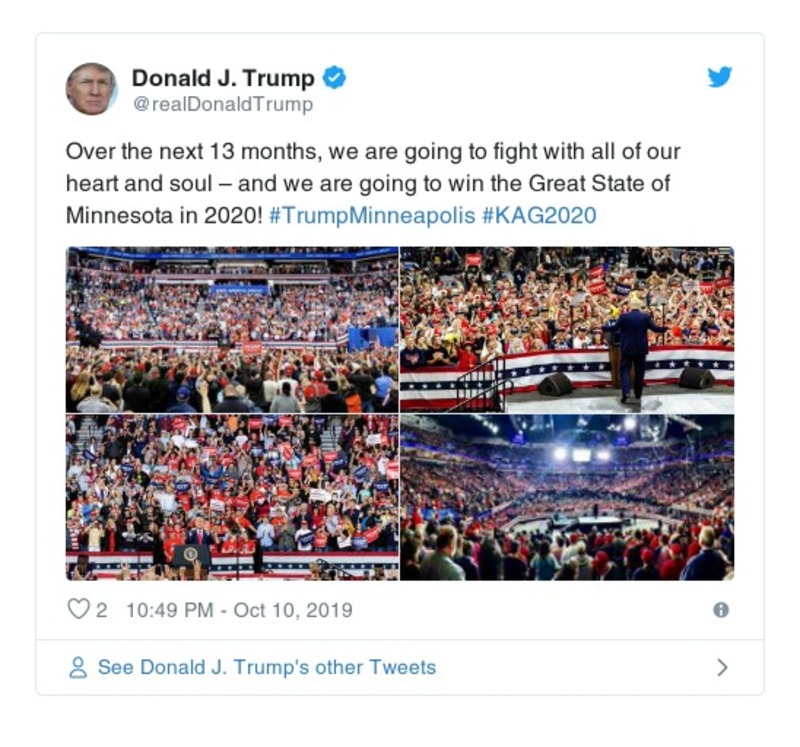 Donald J. Trump
@realDonaldTrump
Over the next 13 months, we are going to fight with all of our
heart and soul – and we are going to win the Great State of
Minnesota in 2020! #TrumpMinneapolis #KAG2020
2 10:49 PM - Oct 10, 2019
See Donald J. Trump's other Tweets